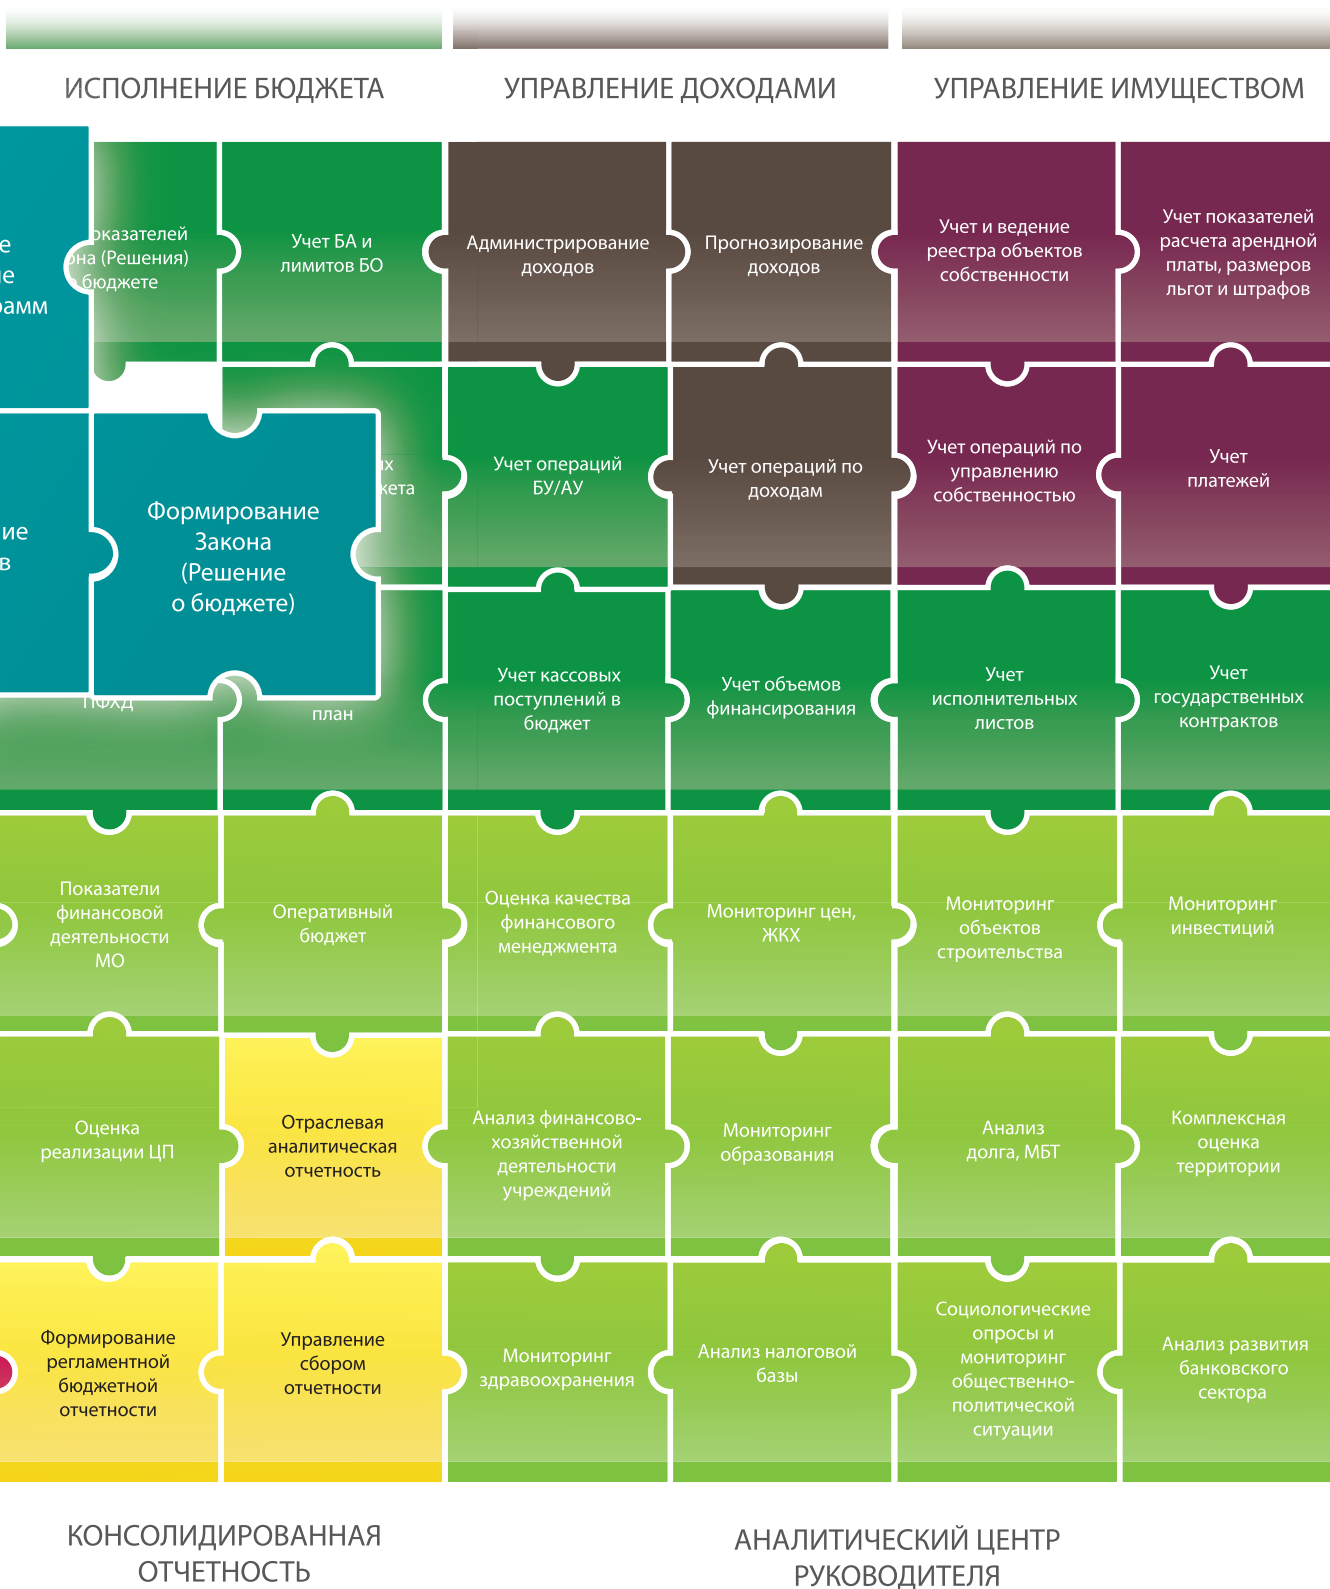 ИСПОЛНЕНИЕ БЮДЖЕТА
УПРАВЛЕНИЕ ДОХОДАМИ
УПРАВЛЕНИЕ ИМУЩЕСТВОМ
(Решения)
бюджете
Учет БА и
лимитов БО
Администрирование
доходов
Прогнозирование
доходов
Учет и ведение
реестра объектов
собственности
Учет показателей
расчета арендной
платы, размеров
льгот и штрафов
Формирование
Закона
(Решение
о бюджете)
Учет операций
БУ/АУ
Учет операций по
доходам
Учет операций по
управлению
собственностью
Учет
платежей
ПФХД
план
Учет кассовых
поступлений в
бюджет
Учет объемов
финансирования
Учет
исполнительных
листов
Учет
государственных
контрактов
Показатели
финансовой
деятельности
МО
Оперативный
бюджет
Оценка качества
финансового
менеджмента
Мониторинг цен,
ЖКХ
Мониторинг
объектов
строительства
Мониторинг
инвестиций
Оценка
реализации ЦП
Отраслевая
аналитическая
отчетность
Анализ финансово-
хозяйственной
деятельности
учреждений
Мониторинг
образования
Анализ
долга, МБТ
Комплексная
оценка
территории
Формирование
регламентной
бюджетной
отчетности
Управление
сбором
отчетности
Мониторинг
здравоохранения
Анализ налоговой
базы
Социологические
опросы и
мониторинг
общественно-
политической
ситуации
Анализ развития
банковского
сектора
КОНСОЛИДИРОВАННАЯ
ОТЧЕТНОСТЬ
АНАЛИТИЧЕСКИЙ ЦЕНТР
РУКОВОДИТЕЛЯ